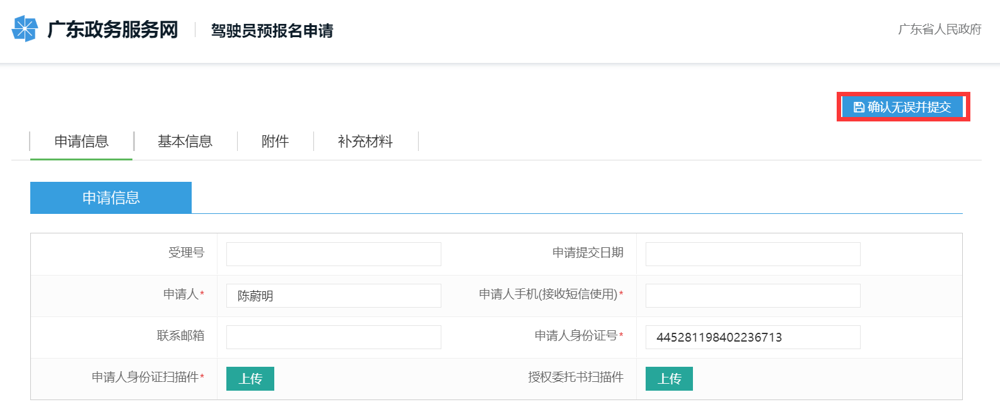 广东政务服务网 驾驶员预报名申请 广东省人民政府
确认无误并提交
申请信息 基本信息 附件 补充材料
申请信息
受理号 申请提交日期
申请人* 陈蔚明 申请人手机(接收短信使用)*
联系邮箱 申请人身份证号* 445281198402236713
申请人身份证扫描件* 上传 授权委托书扫描件 上传